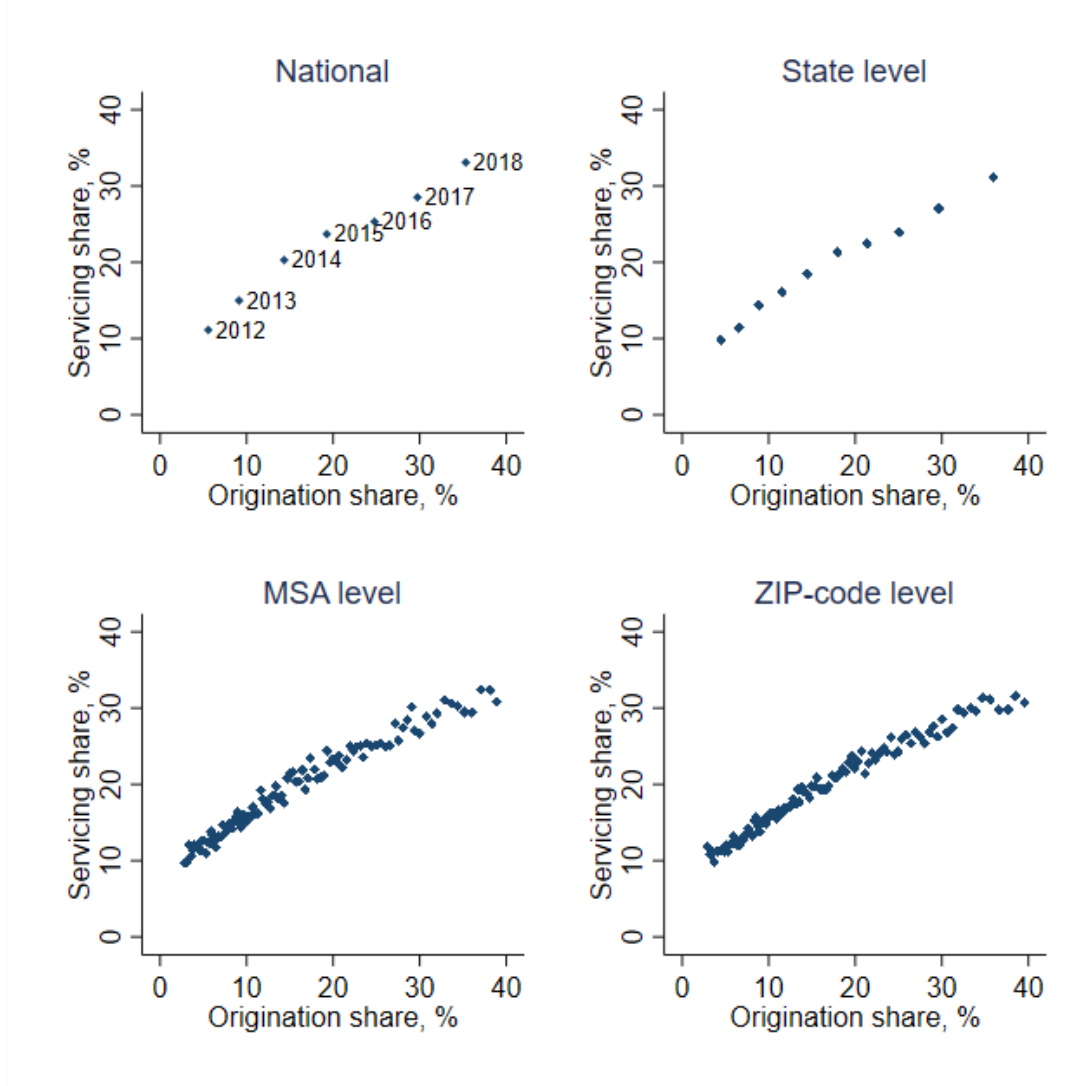 National
Servicing share, %
40
30
20
10
0
2018
2017
2016
2015
2014
2013
2012
0 10 20 30 40
Origination share, %
State level
Servicing share, %
40
30
20
10
0
0 10 20 30 40
Origination share, %
MSA level
Servicing share, %
40
30
20
10
0
0 10 20 30 40
Origination share, %
ZIP-code level
Servicing share, %
40
30
20
10
0
0 10 20 30 40
Origination share, %